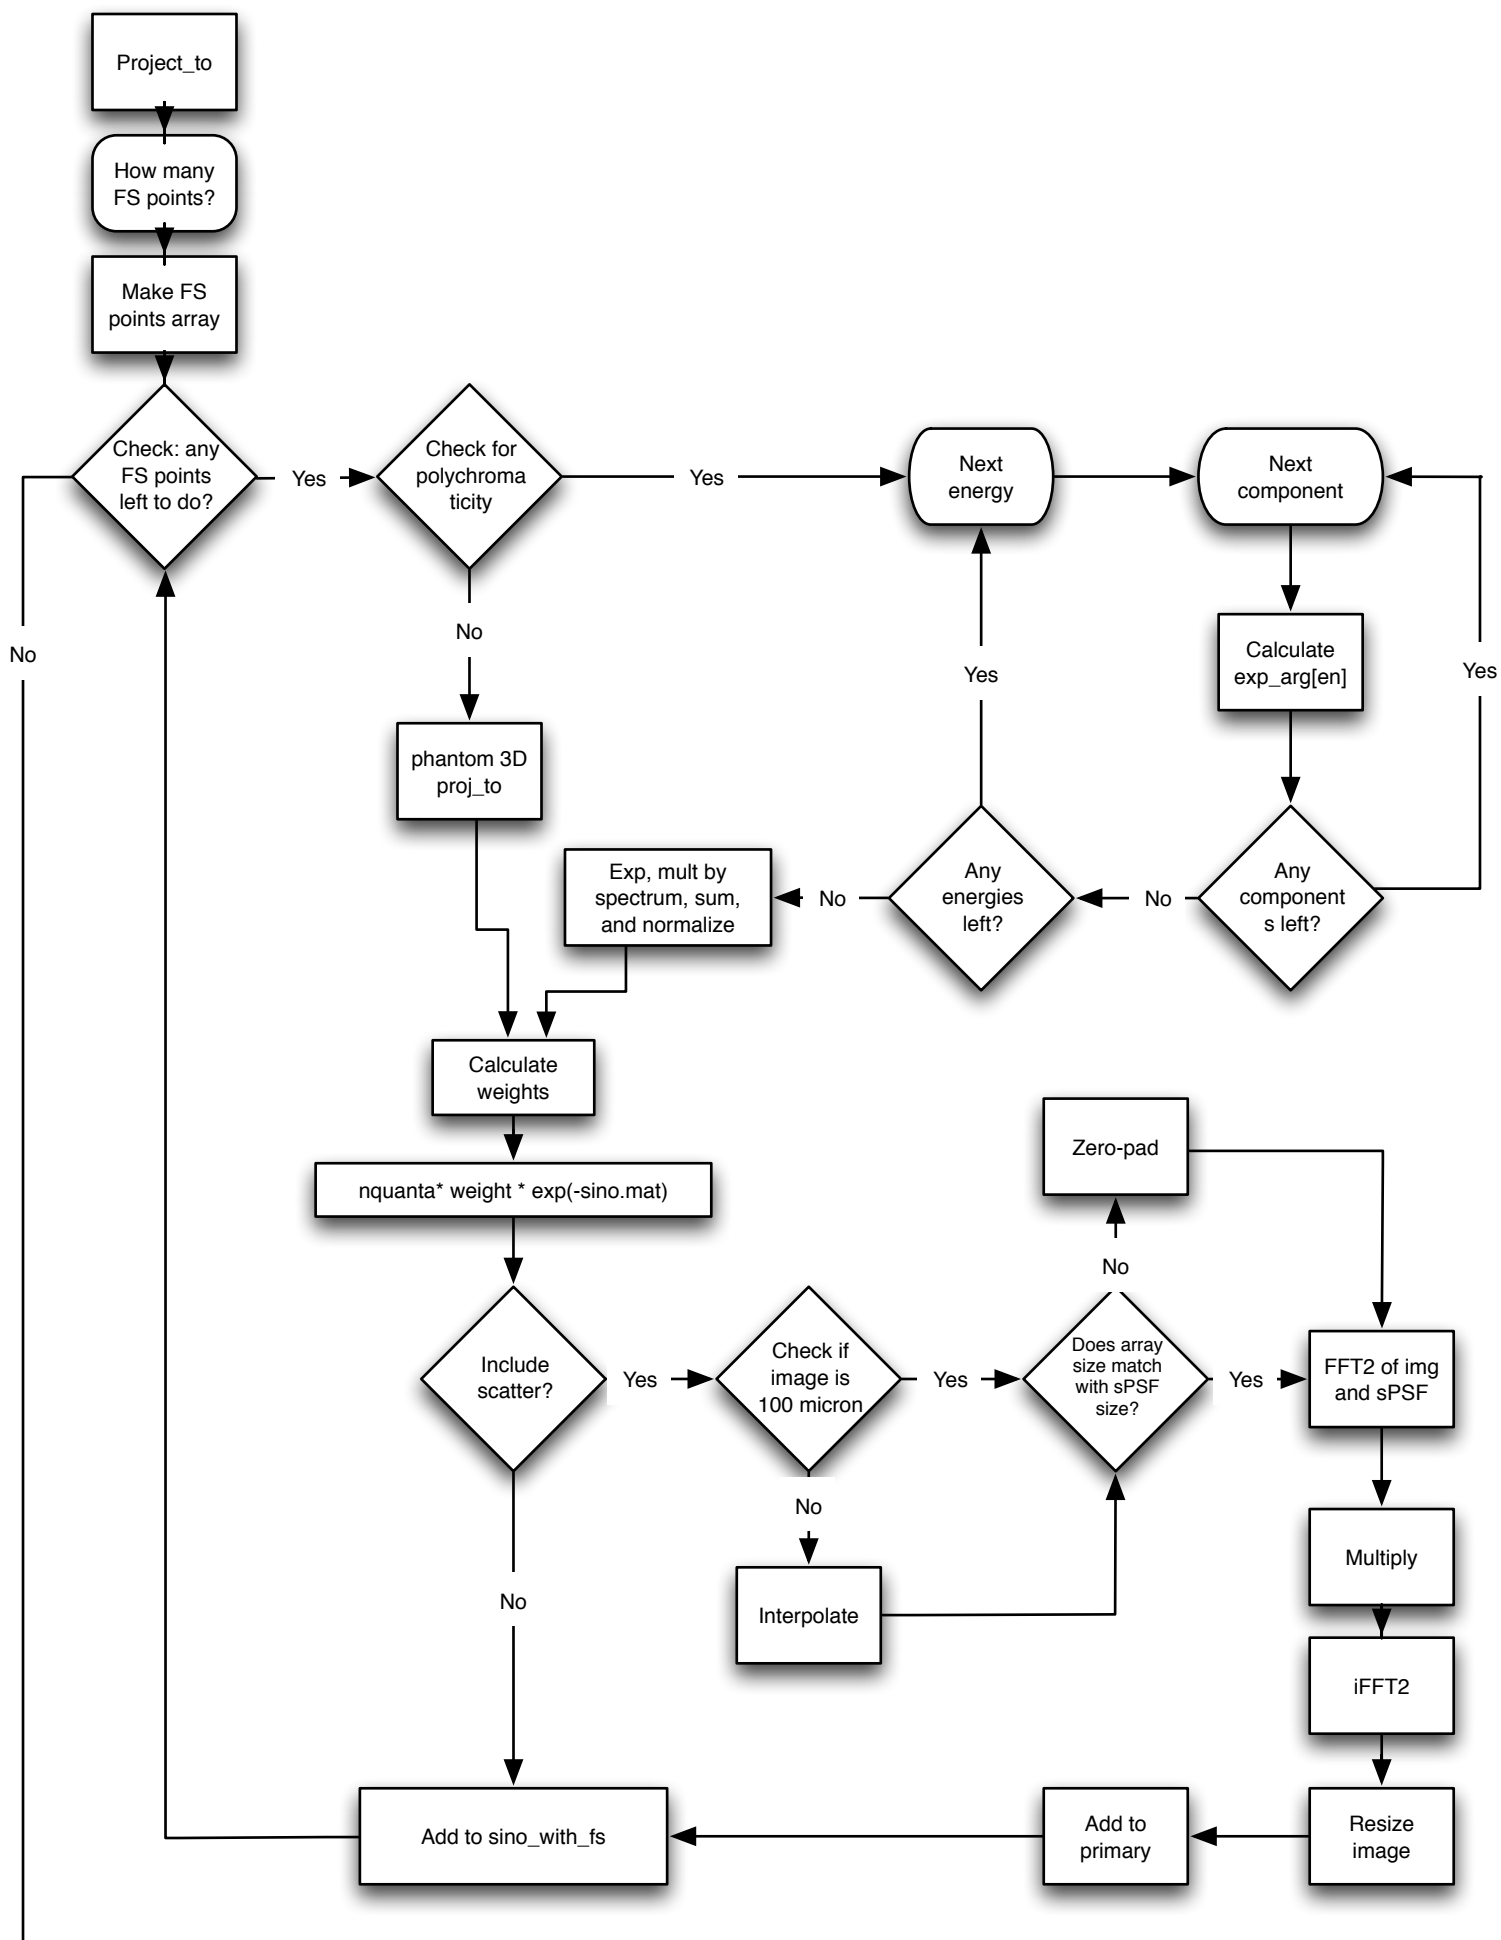 Project_to
How many
FS points?
Make FS
points array
Check: any
FS points
left to do?
Yes
Check for
polychroma
ticity
Yes
Next
energy
Next
component
No
No
Yes
Calculate
exp_arg[en]
Yes
phantom 3D
proj_to
Exp, mult by
spectrum, sum,
and normalize
No
Any
energies
left?
No
Any
component
s left?
Calculate
weights
nquanta* weight * exp(-sino.mat)
Zero-pad
No
Include
scatter?
Yes
Check if
image is
100 micron
Yes
Does array
size match
with sPSF
size?
Yes
FFT2 of img
and sPSF
No
No
Interpolate
Multiply
iFFT2
Add to sino_with_fs
Add to
primary
Resize
image